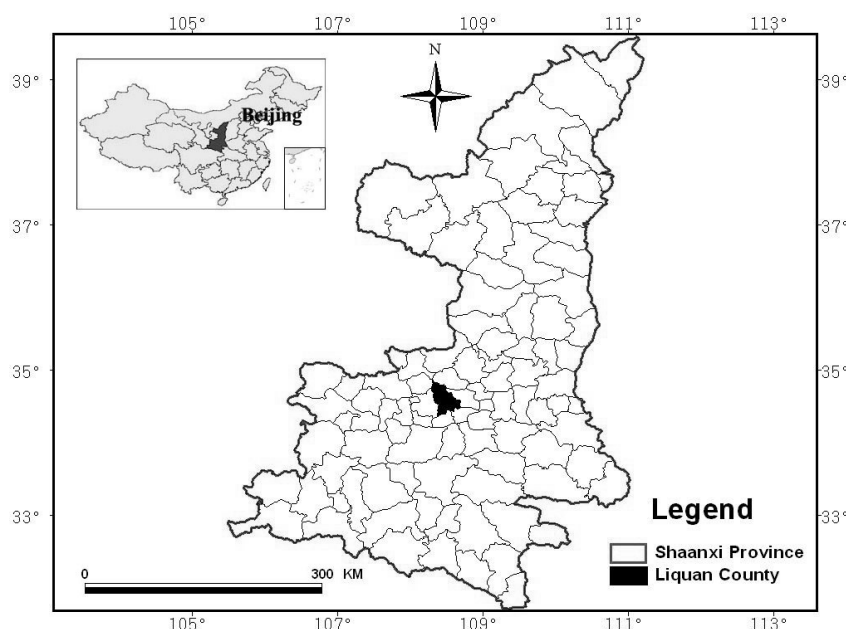 105° 107° 109° 111° 113°
N
39° 39°
Beijing
37° 37°
35° 35°
33° 33°
Legend
Shaanxi Province
Liquan County
0 300 KM
105° 107° 109° 111° 113°